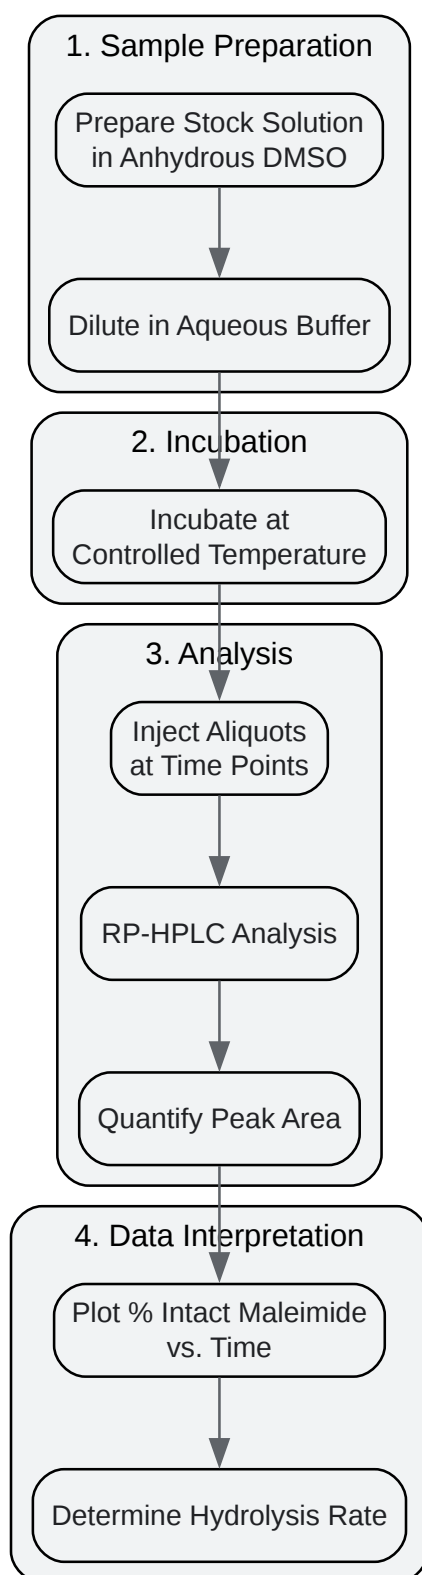 1. Sample Preparation
Prepare Stock Solution
in Anhydrous DMSO
Dilute in Aqueous Buffer
2. Incubation
Incubate at
Controlled Temperature
3. Analysis
Inject Aliquots
at Time Points
RP-HPLC Analysis
Quantify Peak Area
4. Data Interpretation
Plot % Intact Maleimide
vs. Time
Determine Hydrolysis Rate